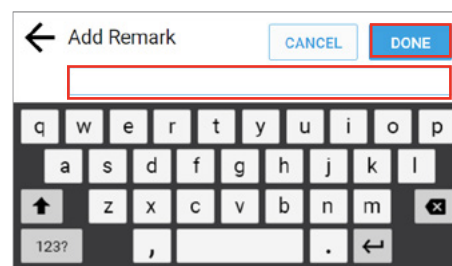 Add Remark CANCEL DONE
q w e r t y u i o p
a s d f g h j k l
z x c v b n m
123? , .